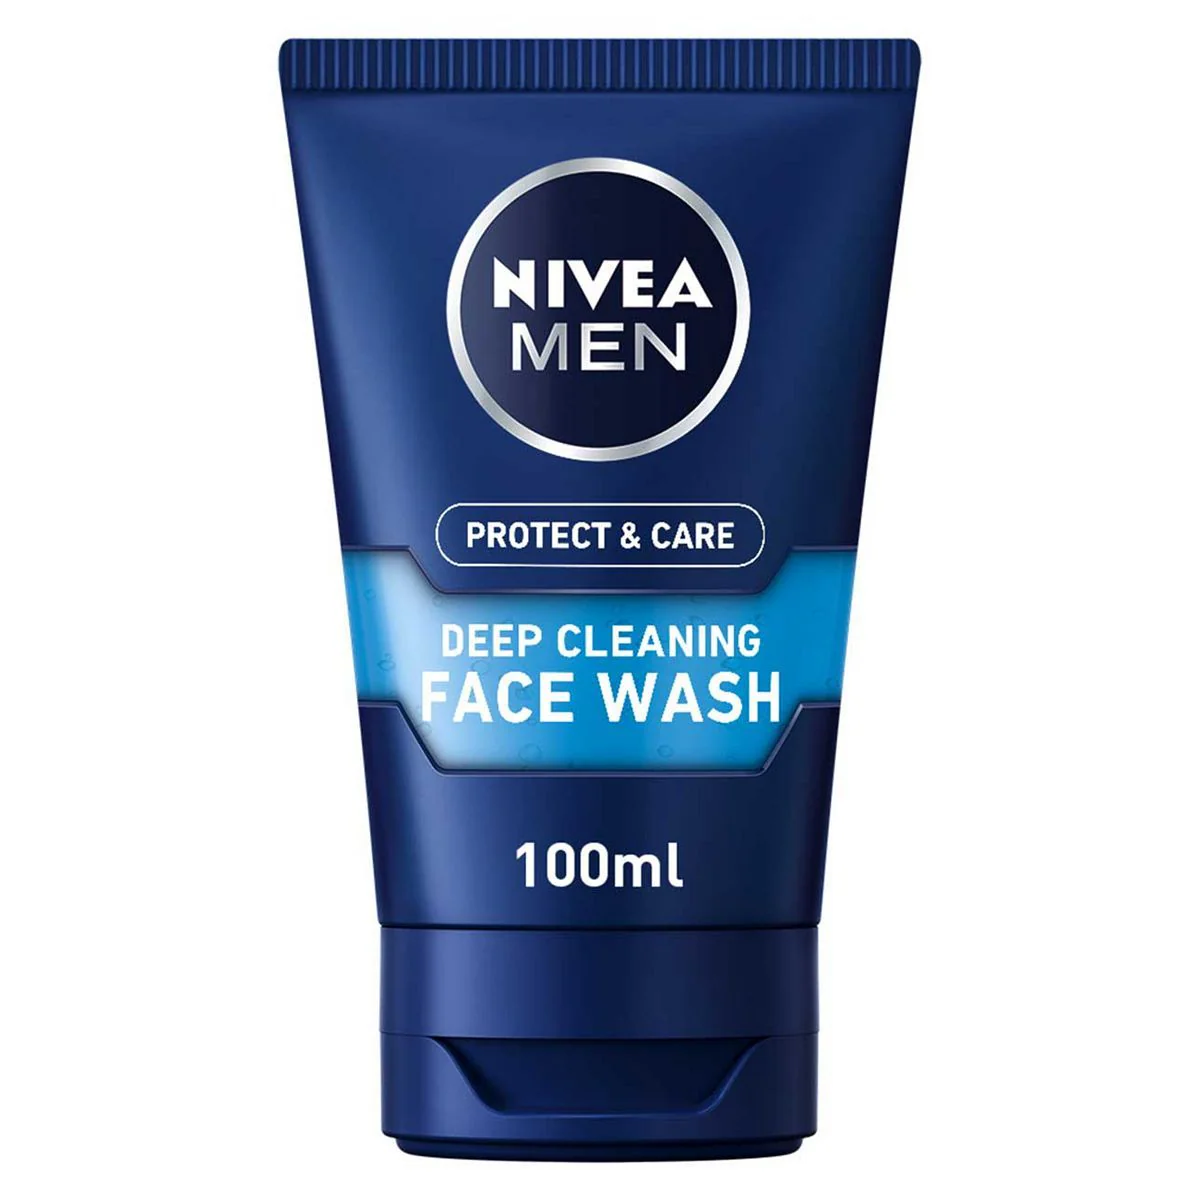 NIVEA
MEN
PROTECT & CARE
DEEP CLEANING
FACE WASH
100ml